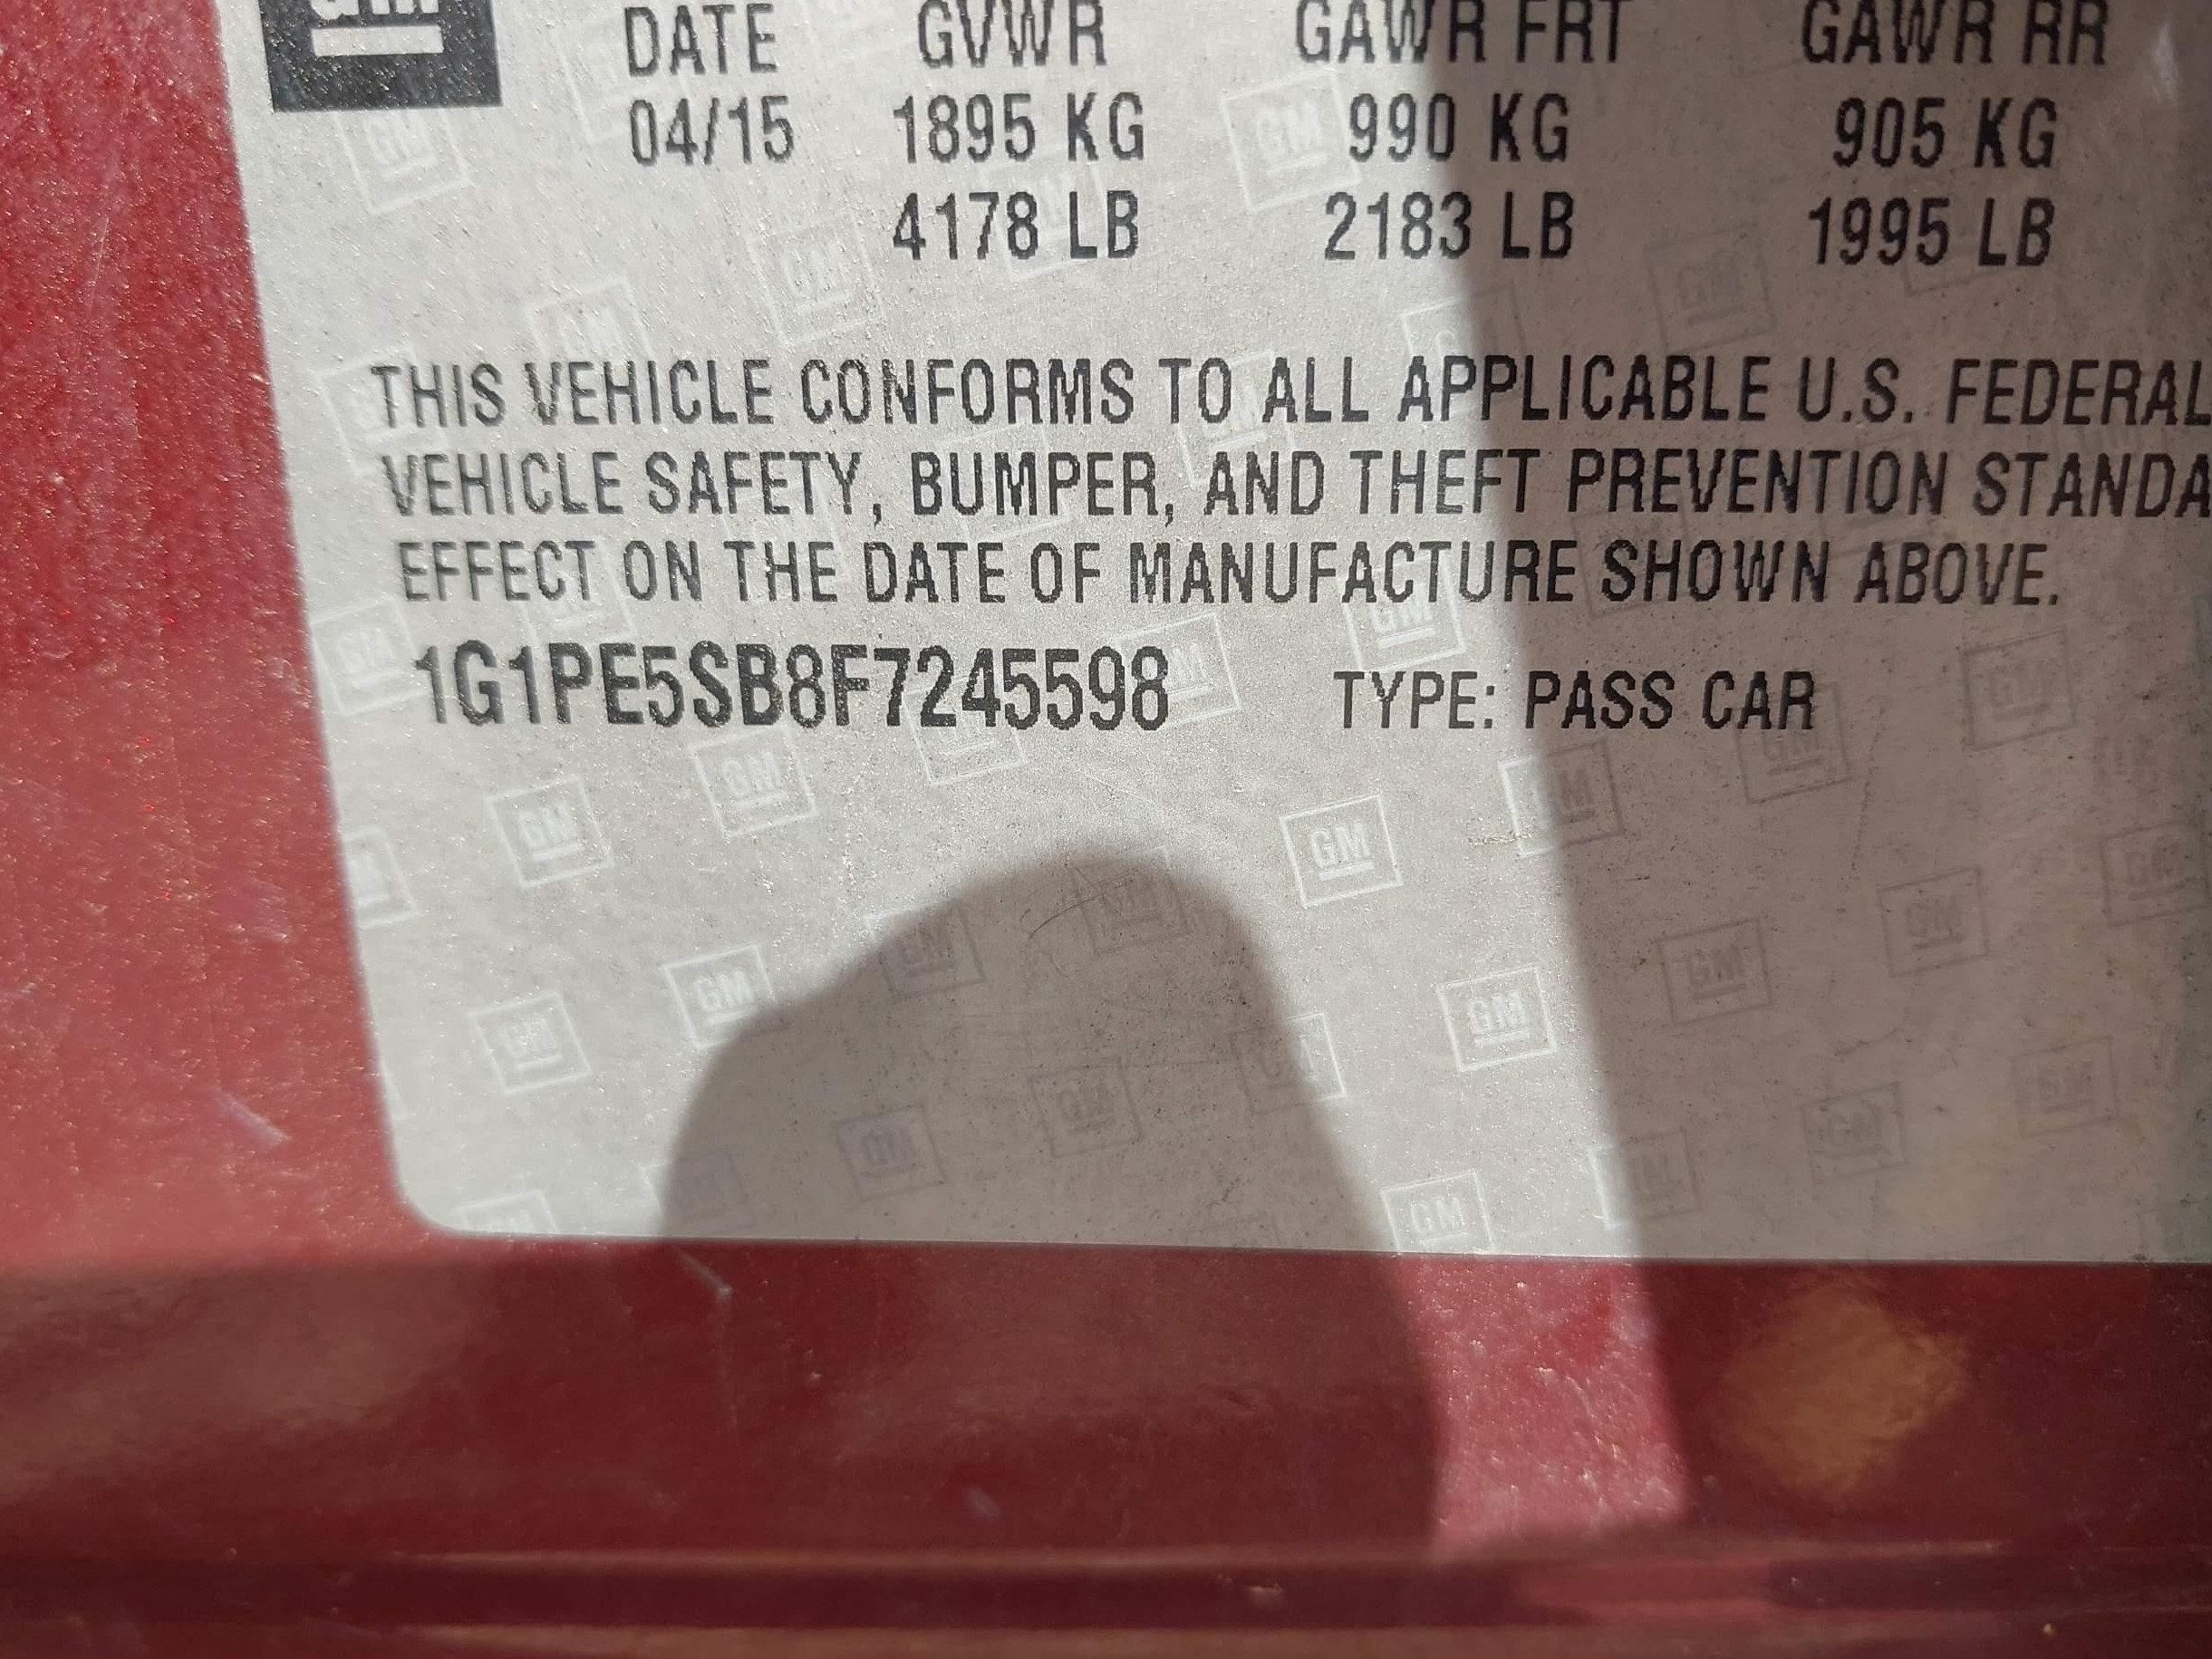 GM
DATE GVWR GAWR FRT GAWR RR
04/15 1895 KG 990 KG 905 KG
4178 LB 2183 LB 1995 LB
THIS VEHICLE CONFORMS TO ALL APPLICABLE U.S. FEDERAL
VEHICLE SAFETY, BUMPER, AND THEFT PREVENTION STANDA
EFFECT ON THE DATE OF MANUFACTURE SHOWN ABOVE.
1G1PE5SB8F7245598 TYPE: PASS CAR